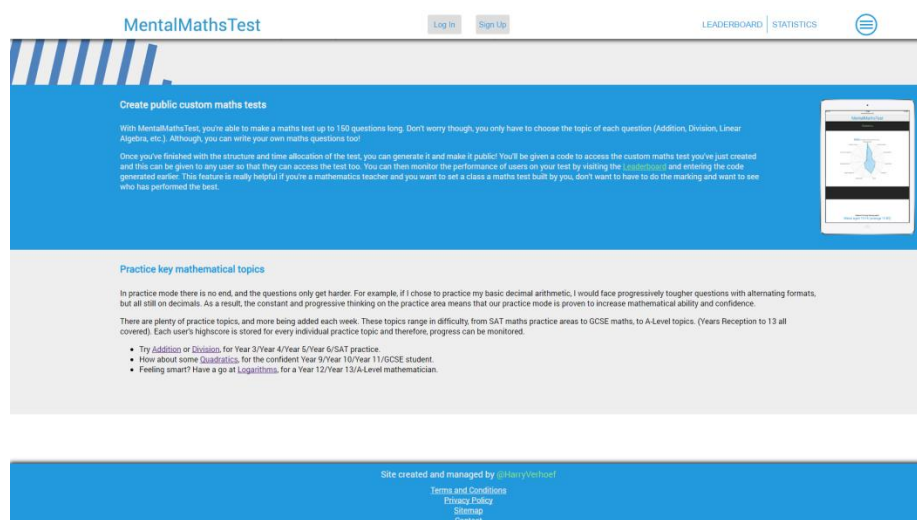 MentalMathsTest
Log In
Sign Up
LEADERBOARD
STATISTICS
Create public custom maths tests
With MentalMathsTest, you're able to make a maths test up to 150 questions long. Don't worry though, you only have to choose the topic of each question (Addition, Division, Linear
Algebra, etc.). Although, you can write your own maths questions too!
Once you've finished with the structure and time allocation of the test, you can generate it and make it public! You'll be given a code to access the custom maths test you've just created
and this can be given to any user so that they can access the test too. You can then monitor the performance of users on your test by visiting the Leaderboard and entering the code
generated earlier. This feature is really helpful if you're a mathematics teacher and you want to set a class a maths test built by you, don't want to have to do the marking and want to see
who has performed the best.
MentalMathsTest
Practice key mathematical topics
In practice mode there is no end, and the questions only get harder. For example, if I chose to practice my basic decimal arithmetic, I would face progressively tougher questions with alternating formats,
but all still on decimals. As a result, the constant and progressive thinking on the practice area means that our practice mode is proven to increase mathematical ability and confidence.
There are plenty of practice topics, and more being added each week. These topics range in difficulty, from SAT maths practice areas to GCSE maths, to A-Level topics. (Years Reception to 13 all
covered). Each user's highscore is stored for every individual practice topic and therefore, progress can be monitored.
Try Addition or Division, for Year 3/Year 4/Year 5/Year 6/SAT practice.
How about some Quadratics, for the confident Year 9/Year 10/Year 11/GCSE student.
Feeling smart? Have a go at Logarithms, for a Year 12/Year 13/A-Level mathematician.
Site created and managed by @HarryVerhoef
Terms and Conditions
Privacy Policy
Sitemap
Contact